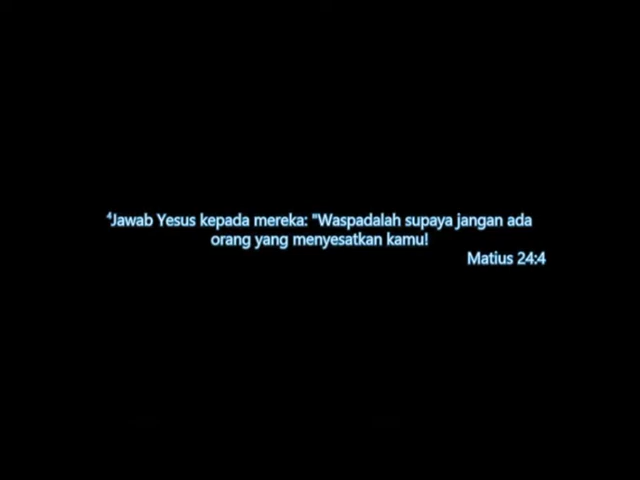 ⁴Jawab Yesus kepada mereka: "Waspadalah supaya jangan ada
orang yang menyesatkan kamu!
Matius 24:4